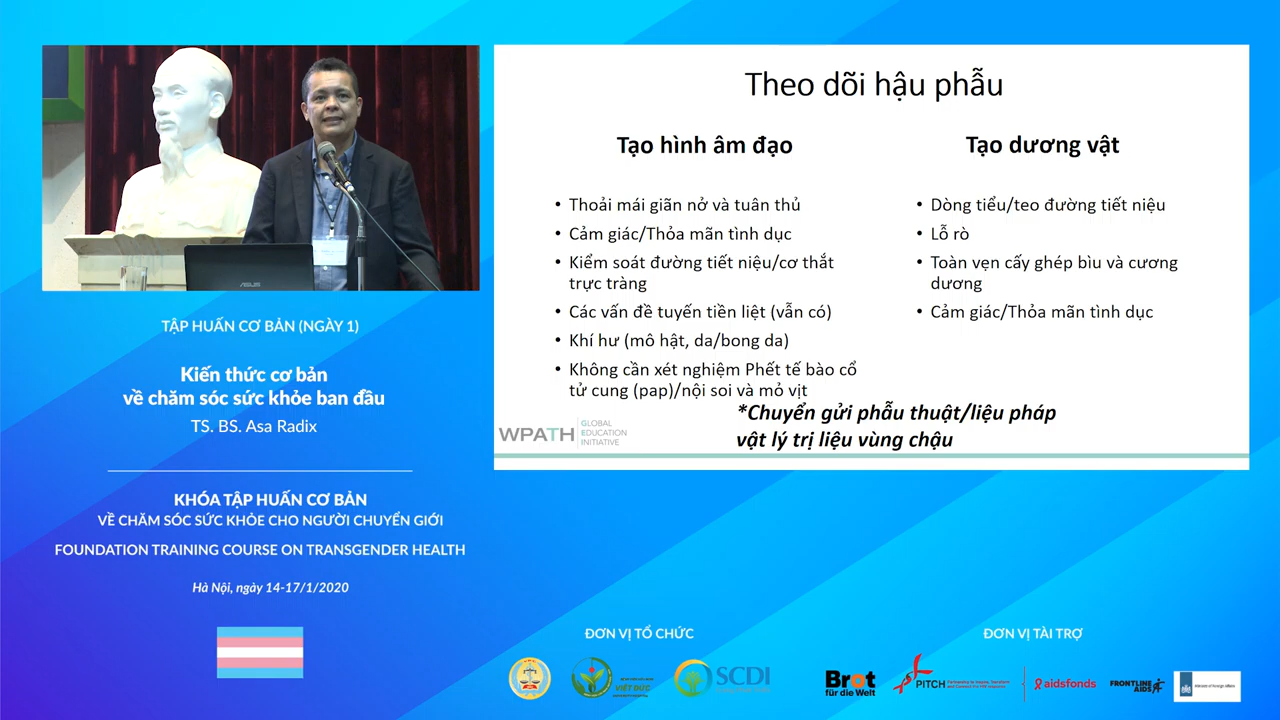 Theo dõi hậu phẫu
Tạo hình âm đạo
• Thoải mái giãn nở và tuân thủ
• Cảm giác/Thỏa mãn tình dục
• Kiểm soát đường tiết niệu/cơ thắt
trực tràng
• Các vấn đề tuyến tiền liệt (vẫn có)
• Khí hư (mô hật, da/bong da)
• Không cần xét nghiệm Phết tế bào cổ
tử cung (pap)/nội soi và mỏ vịt
Tạo dương vật
• Dòng tiểu/teo đường tiết niệu
• Lỗ rò
• Toàn vẹn cấy ghép bìu và cương
dương
• Cảm giác/Thỏa mãn tình dục
*Chuyển gửi phẫu thuật/liệu pháp
vật lý trị liệu vùng chậu
WPATH
GLOBAL
EDUCATION
INITIATIVE
ASUS
TẬP HUẤN CƠ BẢN (NGÀY 1)
Kiến thức cơ bản
về chăm sóc sức khỏe ban đầu
TS. BS. Asa Radix
KHÓA TẬP HUẤN CƠ BẢN
VỀ CHĂM SÓC SỨC KHỎE CHO NGƯỜI CHUYỂN GIỚI
FOUNDATION TRAINING COURSE ON TRANSGENDER HEALTH
Hà Nội, ngày 14-17/1/2020
ĐƠN VỊ TỔ CHỨC
VIỆT ĐỨC
SCDI
ĐƠN VỊ TÀI TRỢ
Brot
für die Welt
PITCH
aidsfonds
FRONTLINE
AIDS
Ministry of Foreign Affairs